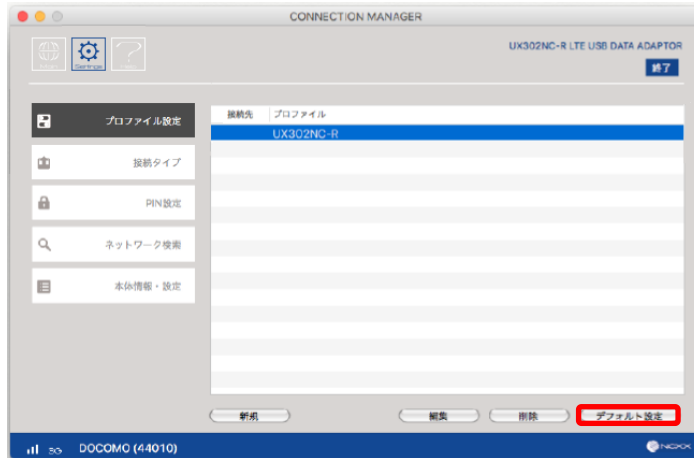 CONNECTION MANAGER
UX302NC-R LTE USB DATA ADAPTOR
Settings
終了
プロファイル設定
接続タイプ
PIN設定
ネットワーク検索
本体情報・設定
接続先 プロファイル
UX302NC-R
新規 編集 削除 デフォルト設定
3G DOCOMO (44010)
NCXX